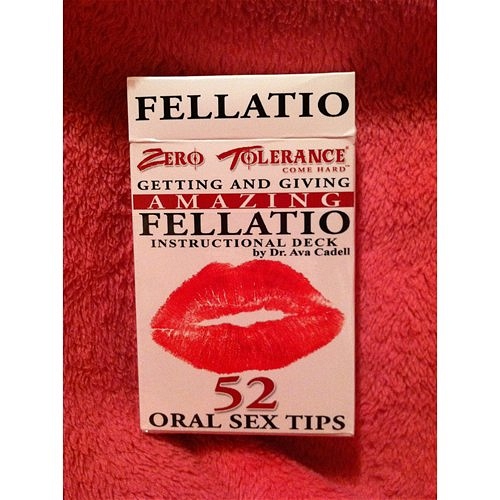 FELLATIO
ZERO TOLERANCE®
COME HARD™
GETTING AND GIVING
AMAZING
FELLATIO
INSTRUCTIONAL DECK
by Dr. Ava Cadell
52
ORAL SEX TIPS